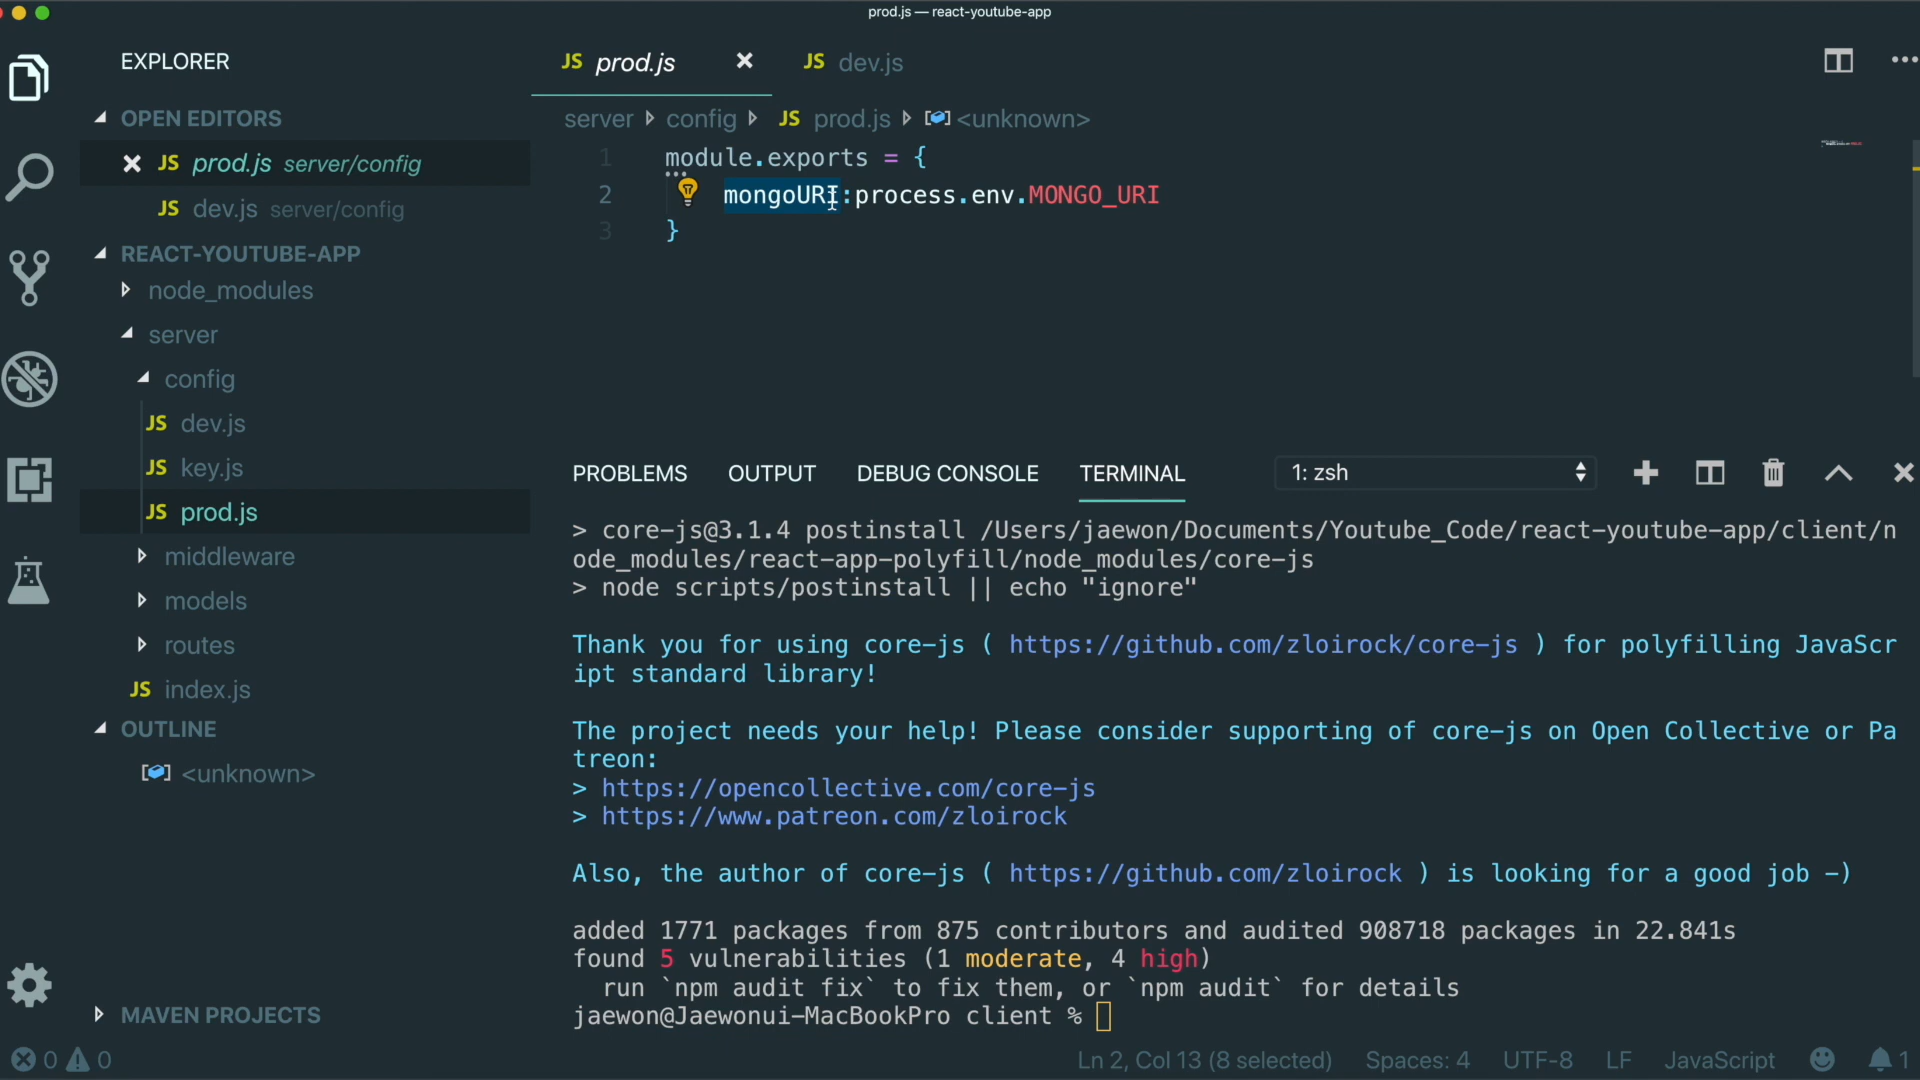 prod.js — react-youtube-app
EXPLORER
OPEN EDITORS
JS prod.js server/config
JS dev.js server/config
REACT-YOUTUBE-APP
node_modules
server
config
JS dev.js
JS key.js
JS prod.js
middleware
models
routes
JS index.js
OUTLINE
<unknown>
MAVEN PROJECTS
JS prod.js
JS dev.js
server config JS prod.js <unknown>
1 module.exports = {
2 mongoURI:process.env.MONGO_URI
3 }
PROBLEMS OUTPUT DEBUG CONSOLE TERMINAL 1: zsh
> core-js@3.1.4 postinstall /Users/jaewon/Documents/Youtube_Code/react-youtube-app/client/n
ode_modules/react-app-polyfill/node_modules/core-js
> node scripts/postinstall || echo "ignore"
Thank you for using core-js ( https://github.com/zloirock/core-js ) for polyfilling JavaScr
ipt standard library!
The project needs your help! Please consider supporting of core-js on Open Collective or Pa
treon:
> https://opencollective.com/core-js
> https://www.patreon.com/zloirock
Also, the author of core-js ( https://github.com/zloirock ) is looking for a good job -)
added 1771 packages from 875 contributors and audited 908718 packages in 22.841s
found 5 vulnerabilities (1 moderate, 4 high)
run `npm audit fix` to fix them, or `npm audit` for details
jaewon@Jaewonui-MacBookPro client %
0 0 Ln 2, Col 13 (8 selected) Spaces: 4 UTF-8 LF JavaScript 1